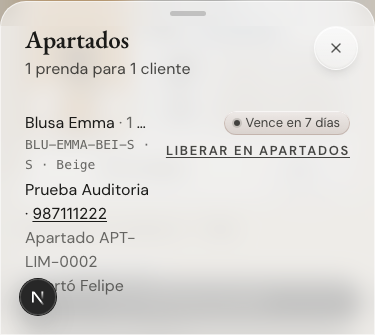 Apartados
1 prenda para 1 cliente
Blusa Emma · 1 ...
Vence en 7 días
BLU-EMMA-BEI-S ·
S · Beige
LIBERAR EN APARTADOS
Prueba Auditoria
· 987111222
Apartado APT-
LIM-0002
N
Felipe